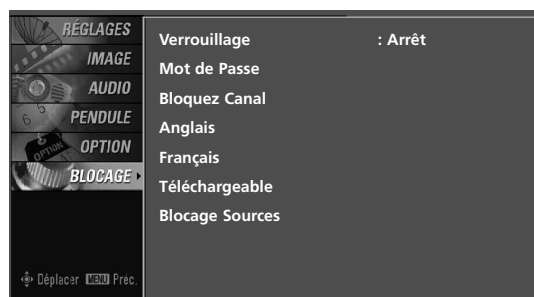 RÉGLAGES
IMAGE
AUDIO
PENDULE
OPTION
BLOCAGE
Déplacer MENU Préc.
Verrouillage : Arrêt
Mot de Passe
Bloquez Canal
Anglais
Français
Téléchargeable
Blocage Sources